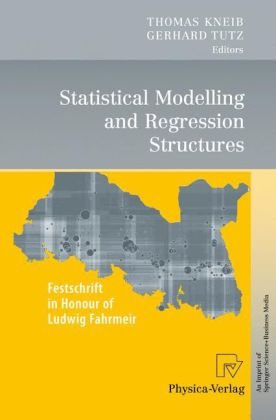 THOMAS KNEIB
GERHARD TUTZ
Editors
Statistical Modelling
and Regression
Structures
Festschrift
in Honour of
Ludwig Fahrmeir
Physica-Verlag
An Imprint of
Springer Science+Business Media